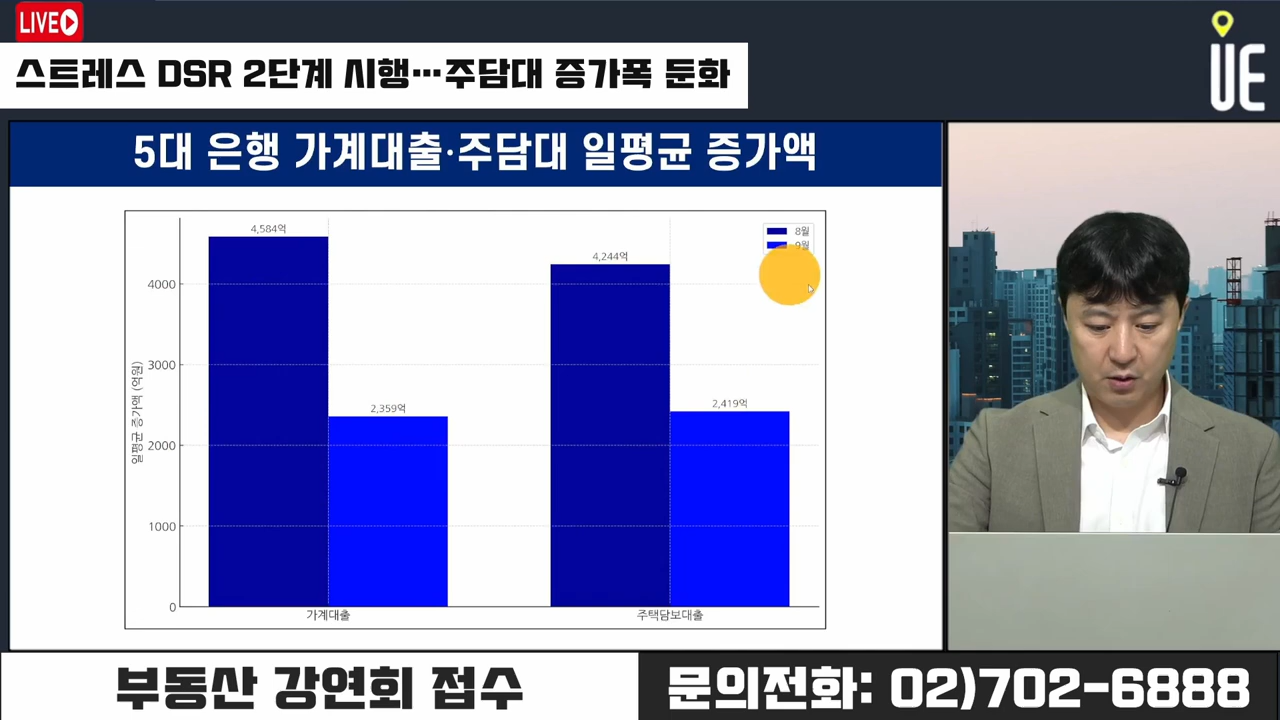 LIVE
스트레스 DSR 2단계 시행…주담대 증가폭 둔화
UE
5대 은행 가계대출·주담대 일평균 증가액
4,584억
4,244억
8월
9월
4000
3000
2,359억
2,419억
2000
1000
0
일평균 증가액 (억원)
가계대출
주택담보대출
부동산 강연회 접수
문의전화: 02)702-6888